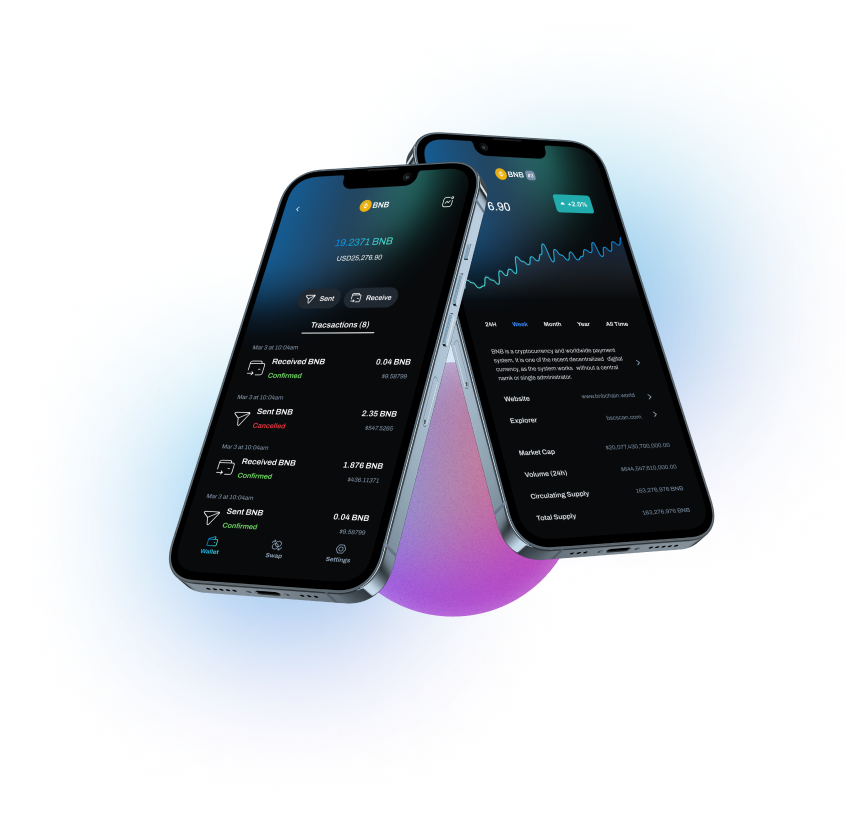 BNB
19.2371 BNB
USD25,276.90
Sent
Receive
Tracsactions (8)
Mar 3 at 10:04am
Received BNB
0.04 BNB
Confirmed
$9.58799
Mar 3 at 10:04am
Sent BNB
2.35 BNB
Cancelled
$547.5285
Mar 3 at 10:04am
Received BNB
1.876 BNB
Confirmed
$436.11371
Mar 3 at 10:04am
Sent BNB
0.04 BNB
Confirmed
$9.58799
Wallet
Swap
Settings
BNB
6.90
+2.0%
24H
Week
Month
Year
All Time
BNB is a cryptocurrency and worldwide payment
system. It is one of the recent decentralized digital
currency, as the system works without a central
nank or single administrator.
Website
www.bnbchain.world
Explorer
bscscan.com
Market Cap
$20,077,430,700,000.00
Volume (24h)
$644,547,610,000.00
Circulating Supply
163,276,976 BNB
Total Supply
163,276,976 BNB